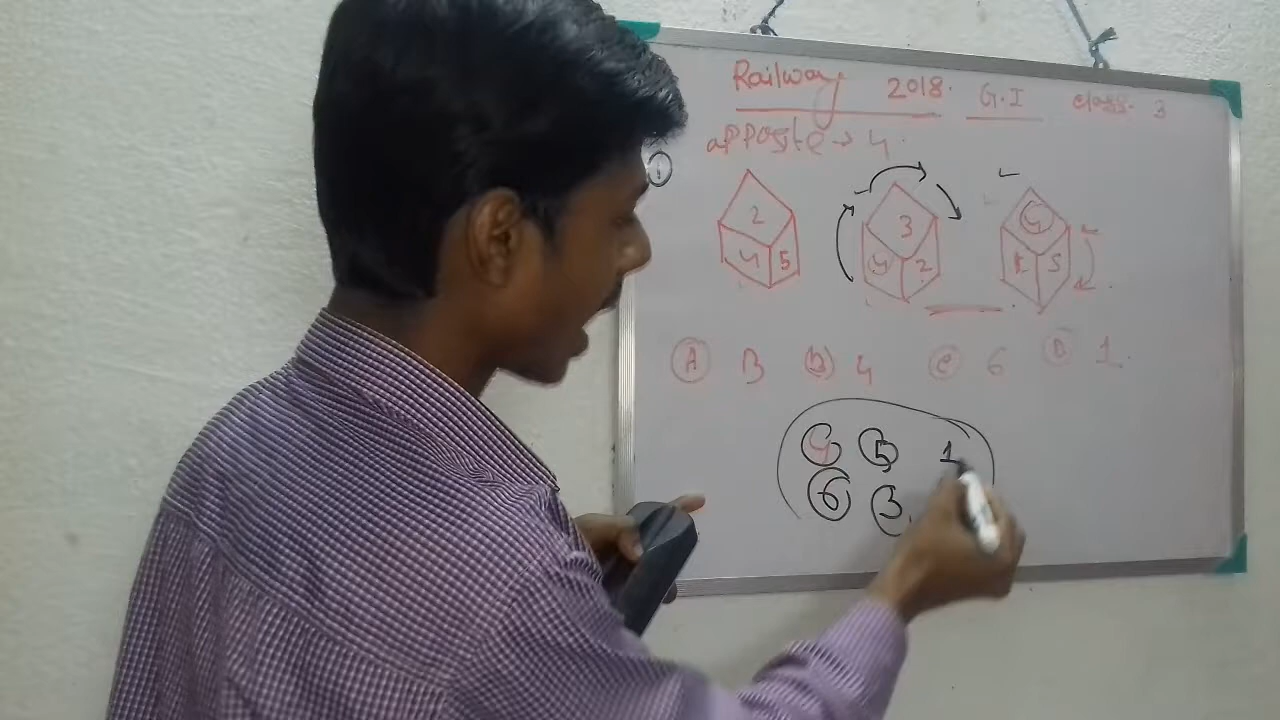 Railway 2018. G.I class. 3
opposite → 4.
①
2 4 5
3 4 2
6 1 5
A 3 b 4 c 6 D 1.
4 5 1
6 3